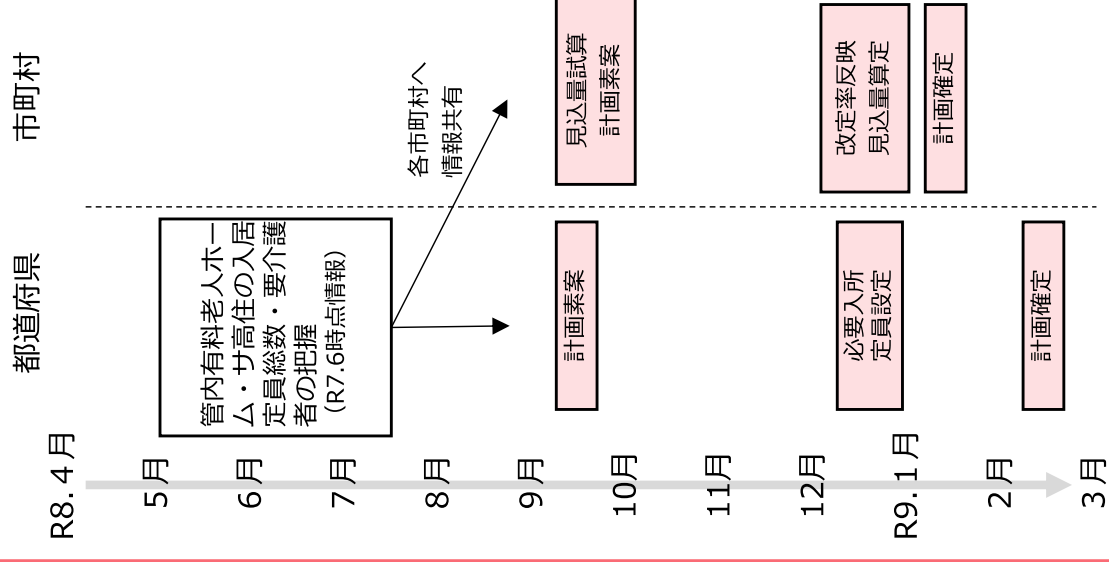 R8.４月
5月
6月
7月
8月
9月
10月
11月
12月
R9.１月
2月
３月
都道府県
管内有料老人ホー
ム・サ高住の入居
定員総数・要介護
者の把握
（R7.6時点情報）
計画素案
必要入所
定員設定
計画確定
市町村
各市町村へ
情報共有
見込量試算
計画素案
改定率反映
見込量算定
計画確定